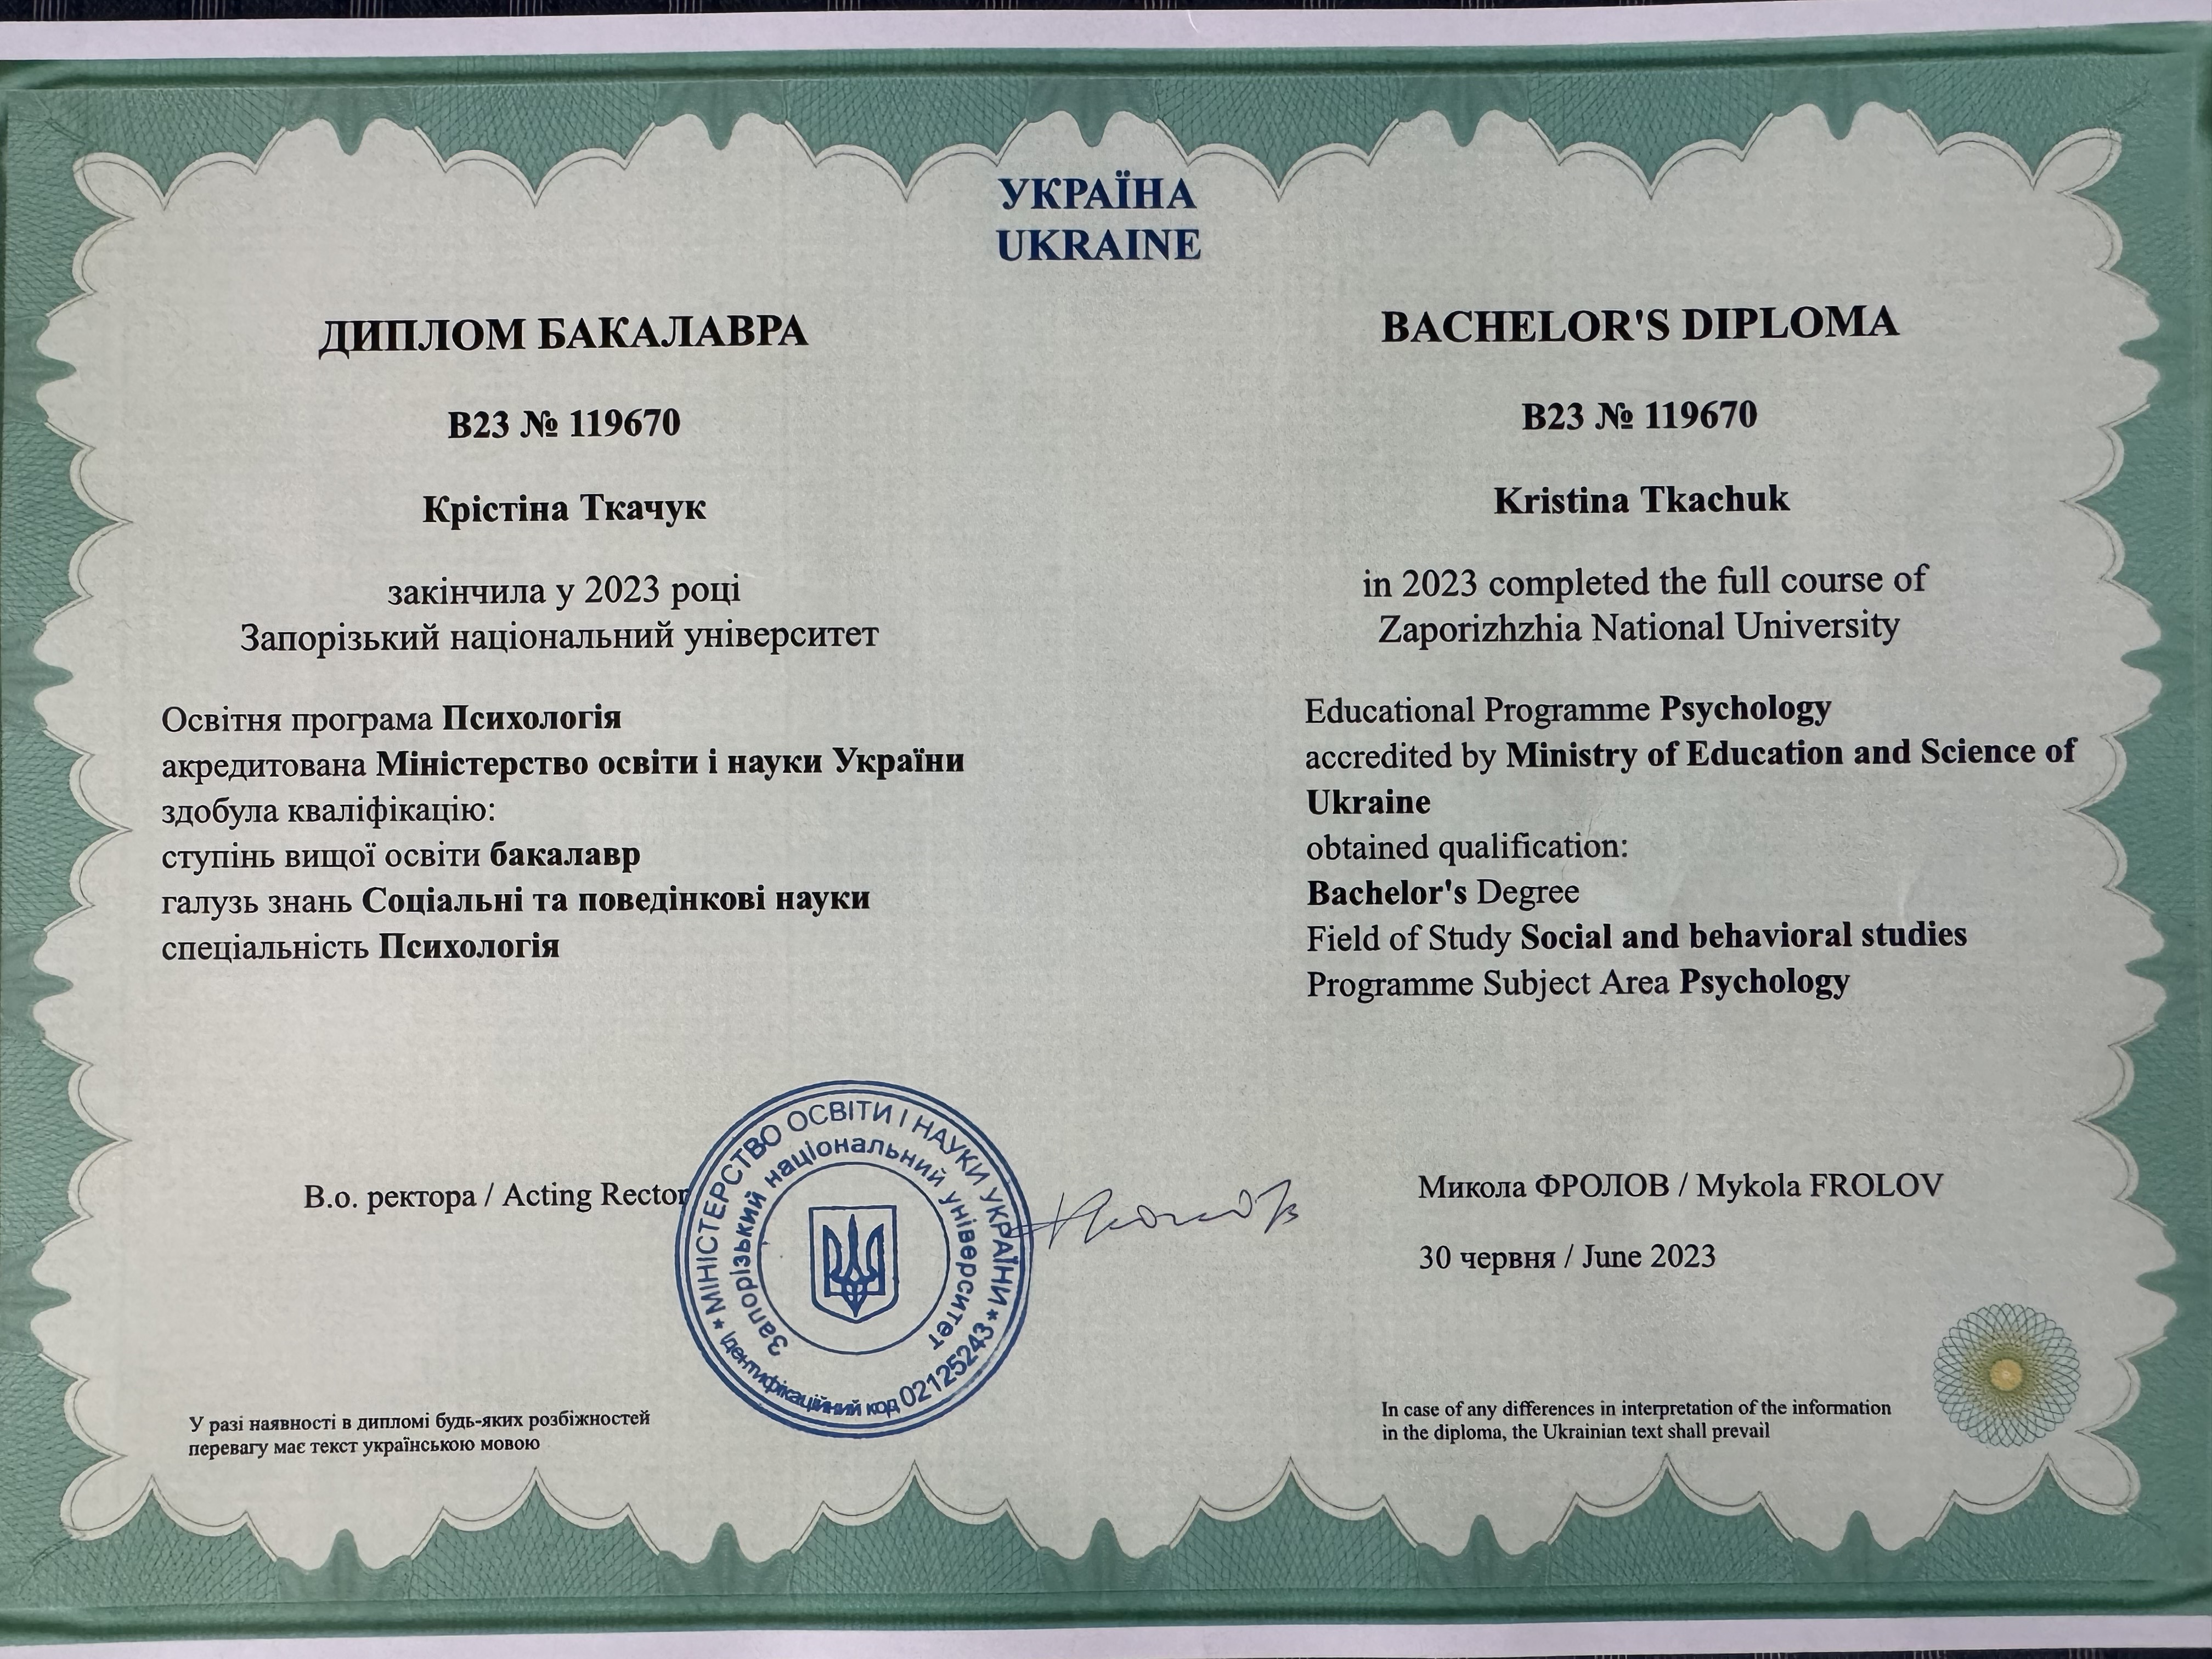 УКРАЇНА
UKRAINE
ДИПЛОМ БАКАЛАВРА
В23 № 119670
Крістіна Ткачук
закінчила у 2023 році
Запорізький національний університет
Освітня програма Психологія
акредитована Міністерство освіти і науки України
здобула кваліфікацію:
ступінь вищої освіти бакалавр
галузь знань Соціальні та поведінкові науки
спеціальність Психологія
BACHELOR'S DIPLOMA
B23 № 119670
Kristina Tkachuk
in 2023 completed the full course of
Zaporizhzhia National University
Educational Programme Psychology
accredited by Ministry of Education and Science of
Ukraine
obtained qualification:
Bachelor's Degree
Field of Study Social and behavioral studies
Programme Subject Area Psychology
В.о. ректора / Acting Rector
МІНІСТЕРСТВО ОСВІТИ І НАУКИ УКРАЇНИ
Запорізький національний університет
* Ідентифікаційний код 02125243 *
Микола ФРОЛОВ / Mykola FROLOV
30 червня / June 2023
У разі наявності в дипломі будь-яких розбіжностей
перевагу має текст українською мовою
In case of any differences in interpretation of the information
in the diploma, the Ukrainian text shall prevail